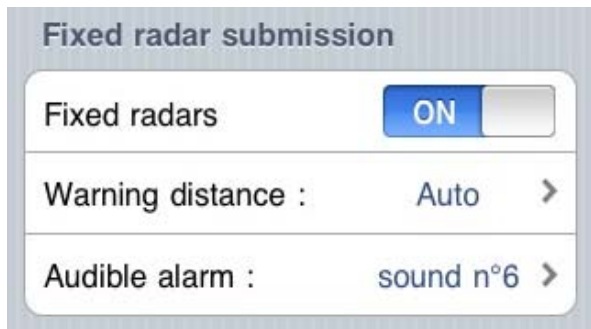 Fixed radar submission
Fixed radars ON
Warning distance : Auto
Audible alarm : sound n°6